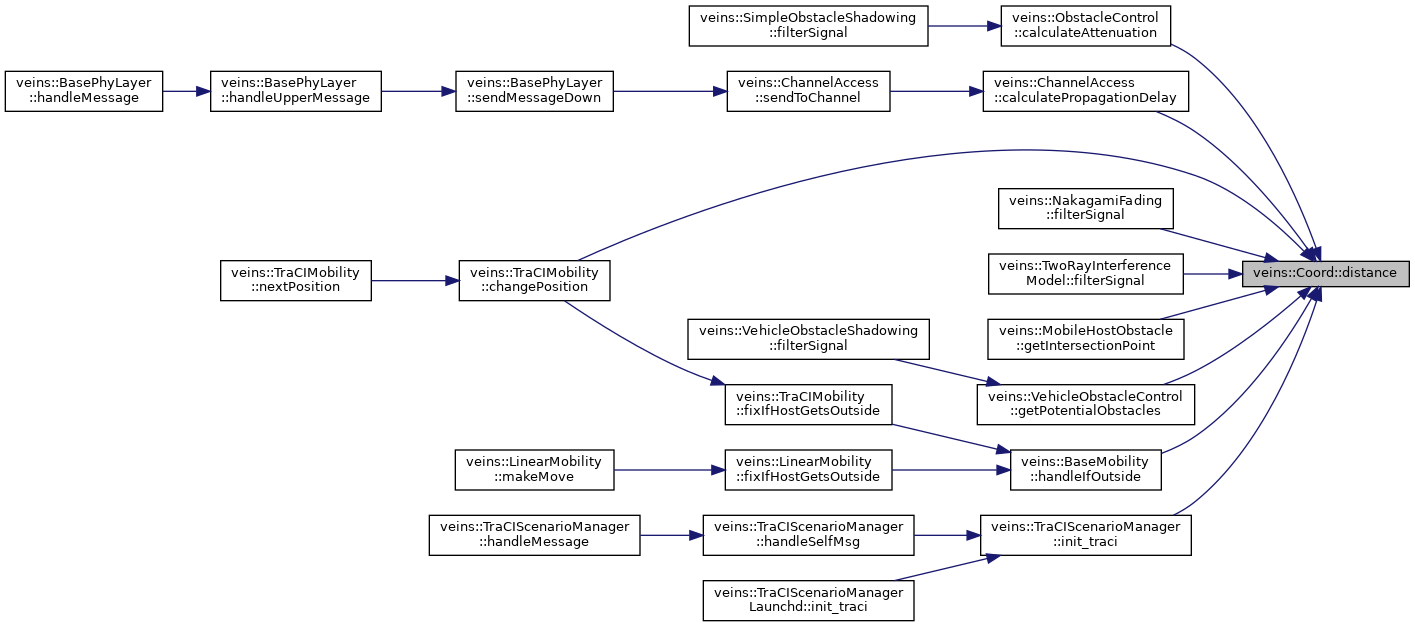 veins::SimpleObstacleShadowing
::filterSignal
veins::ObstacleControl
::calculateAttenuation
veins::BasePhyLayer
::handleMessage
veins::BasePhyLayer
::handleUpperMessage
veins::BasePhyLayer
::sendMessageDown
veins::ChannelAccess
::sendToChannel
veins::ChannelAccess
::calculatePropagationDelay
veins::NakagamiFading
::filterSignal
veins::TraCIMobility
::nextPosition
veins::TraCIMobility
::changePosition
veins::TwoRayInterference
Model::filterSignal
veins::Coord::distance
veins::VehicleObstacleShadowing
::filterSignal
veins::MobileHostObstacle
::getIntersectionPoint
veins::TraCIMobility
::fixIfHostGetsOutside
veins::VehicleObstacleControl
::getPotentialObstacles
veins::LinearMobility
::makeMove
veins::LinearMobility
::fixIfHostGetsOutside
veins::BaseMobility
::handleIfOutside
veins::TraCIScenarioManager
::handleMessage
veins::TraCIScenarioManager
::handleSelfMsg
veins::TraCIScenarioManager
::init_traci
veins::TraCIScenarioManager
Launchd::init_traci